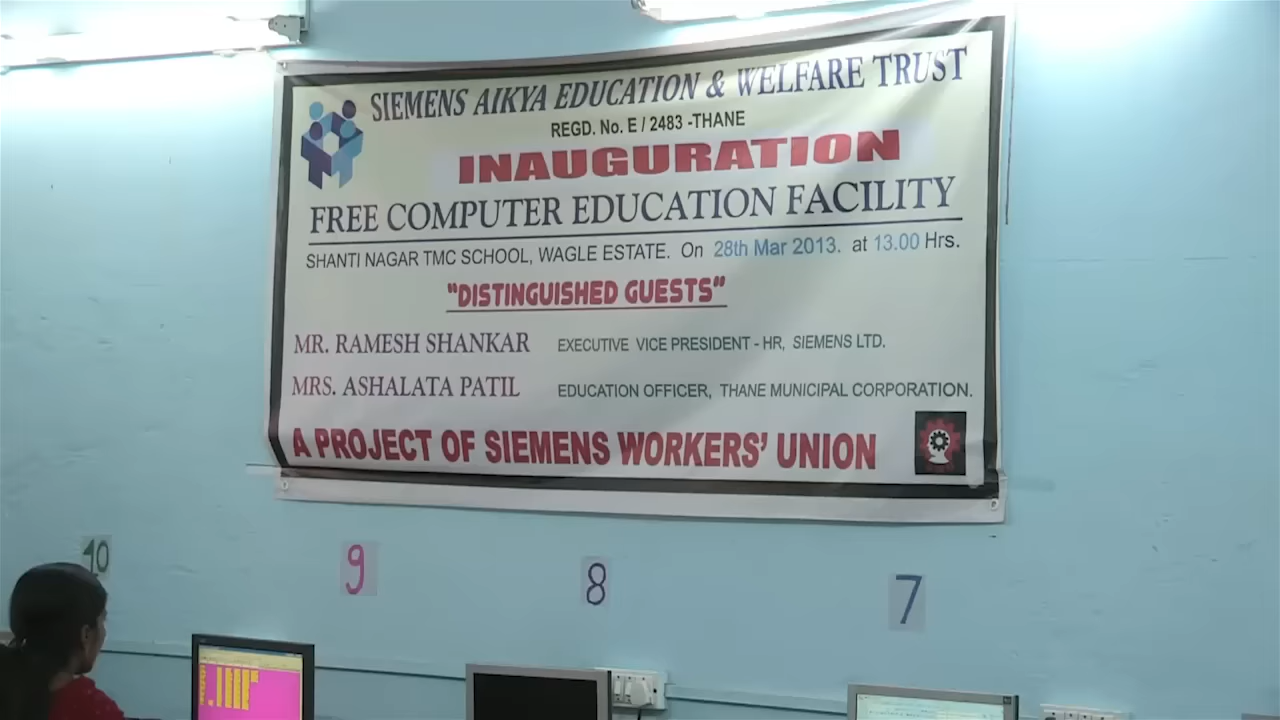 SIEMENS AIKYA EDUCATION & WELFARE TRUST
REGD. No. E / 2483 -THANE
INAUGURATION
FREE COMPUTER EDUCATION FACILITY
SHANTI NAGAR TMC SCHOOL, WAGLE ESTATE. On 28th Mar 2013. at 13.00 Hrs.
"DISTINGUISHED GUESTS"
MR. RAMESH SHANKAR EXECUTIVE VICE PRESIDENT - HR, SIEMENS LTD.
MRS. ASHALATA PATIL EDUCATION OFFICER, THANE MUNICIPAL CORPORATION.
A PROJECT OF SIEMENS WORKERS' UNION
10 9 8 7